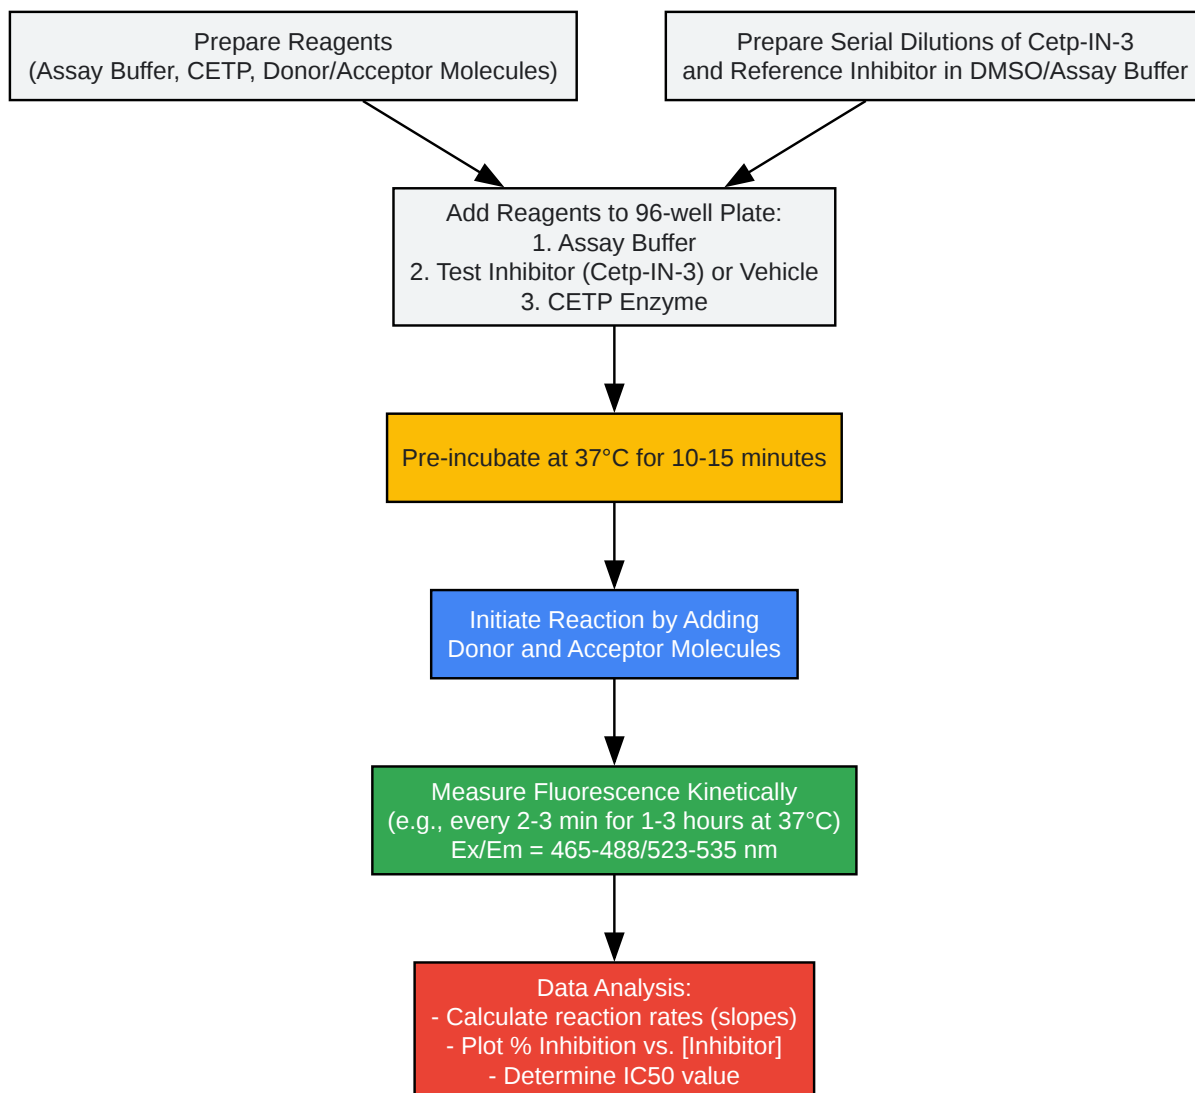 Prepare Reagents
(Assay Buffer, CETP, Donor/Acceptor Molecules)
Prepare Serial Dilutions of Cetp-IN-3
and Reference Inhibitor in DMSO/Assay Buffer
Add Reagents to 96-well Plate:
1. Assay Buffer
2. Test Inhibitor (Cetp-IN-3) or Vehicle
3. CETP Enzyme
Pre-incubate at 37°C for 10-15 minutes
Initiate Reaction by Adding
Donor and Acceptor Molecules
Measure Fluorescence Kinetically
(e.g., every 2-3 min for 1-3 hours at 37°C)
Ex/Em = 465-488/523-535 nm
Data Analysis:
- Calculate reaction rates (slopes)
- Plot % Inhibition vs. [Inhibitor]
- Determine IC50 value